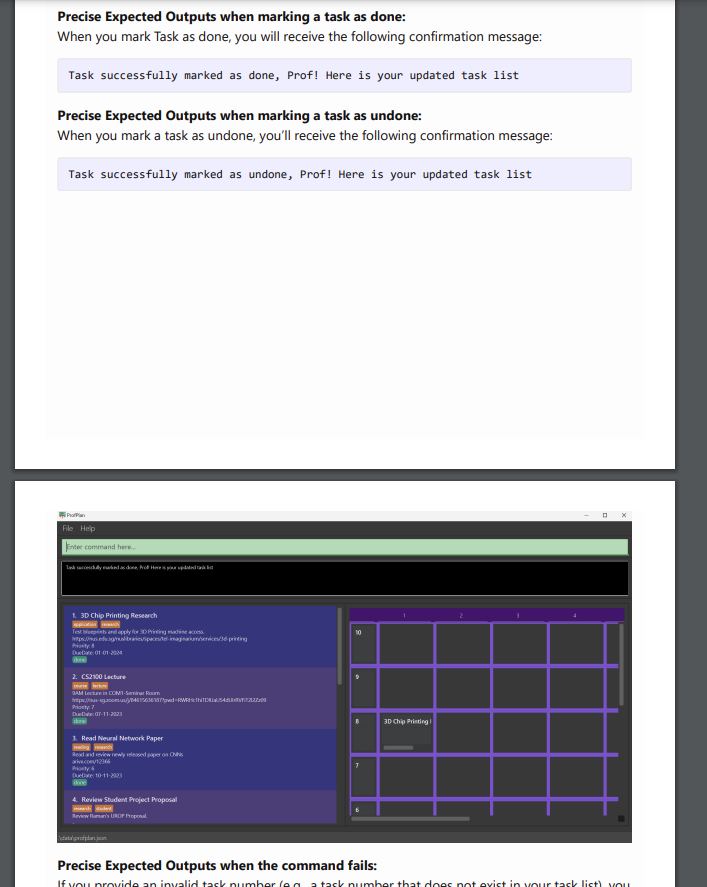 Precise Expected Outputs when marking a task as done:
When you mark Task as done, you will receive the following confirmation message:
Task successfully marked as done, Prof! Here is your updated task list
Precise Expected Outputs when marking a task as undone:
When you mark a task as undone, you'll receive the following confirmation message:
Task successfully marked as undone, Prof! Here is your updated task list
ProfPlan
File Help
Enter command here...
Task successfully marked as done, Prof! Here is your updated task list
1. 3D Chip Printing Research
application research
Test blueprints and apply for 3D Printing machine access
https://nus.edu.sg/nuslibraries/spaces/tel-imaginarium/services/3d-printing
Priority: 8
DueDate: 01-01-2024
done
2. CS2100 Lecture
course lecture
9AM Lecture in COM1-Seminar Room
Priority: 7
DueDate: 07-11-2023
done
3. Read Neural Network Paper
reading research
Read and review newly released paper on CNNs
arixv.com/12366
Priority: 6
DueDate: 10-11-2023
done
4. Review Student Project Proposal
research student
Review Raman's UROP Proposal.
1 2 3 4
10
9
8 3D Chip Printing
7
6
\data\profplan.json
Precise Expected Outputs when the command fails:
If you provide an invalid task number (e.g., a task number that does not exist in your task list), you